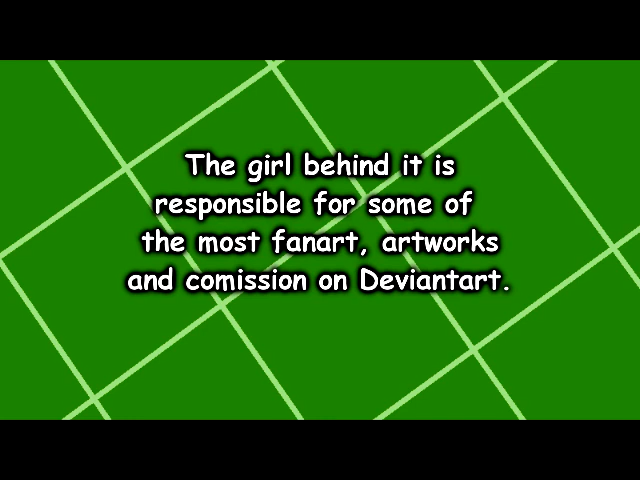 The girl behind it is
responsible for some of
the most fanart, artworks
and comission on Deviantart.